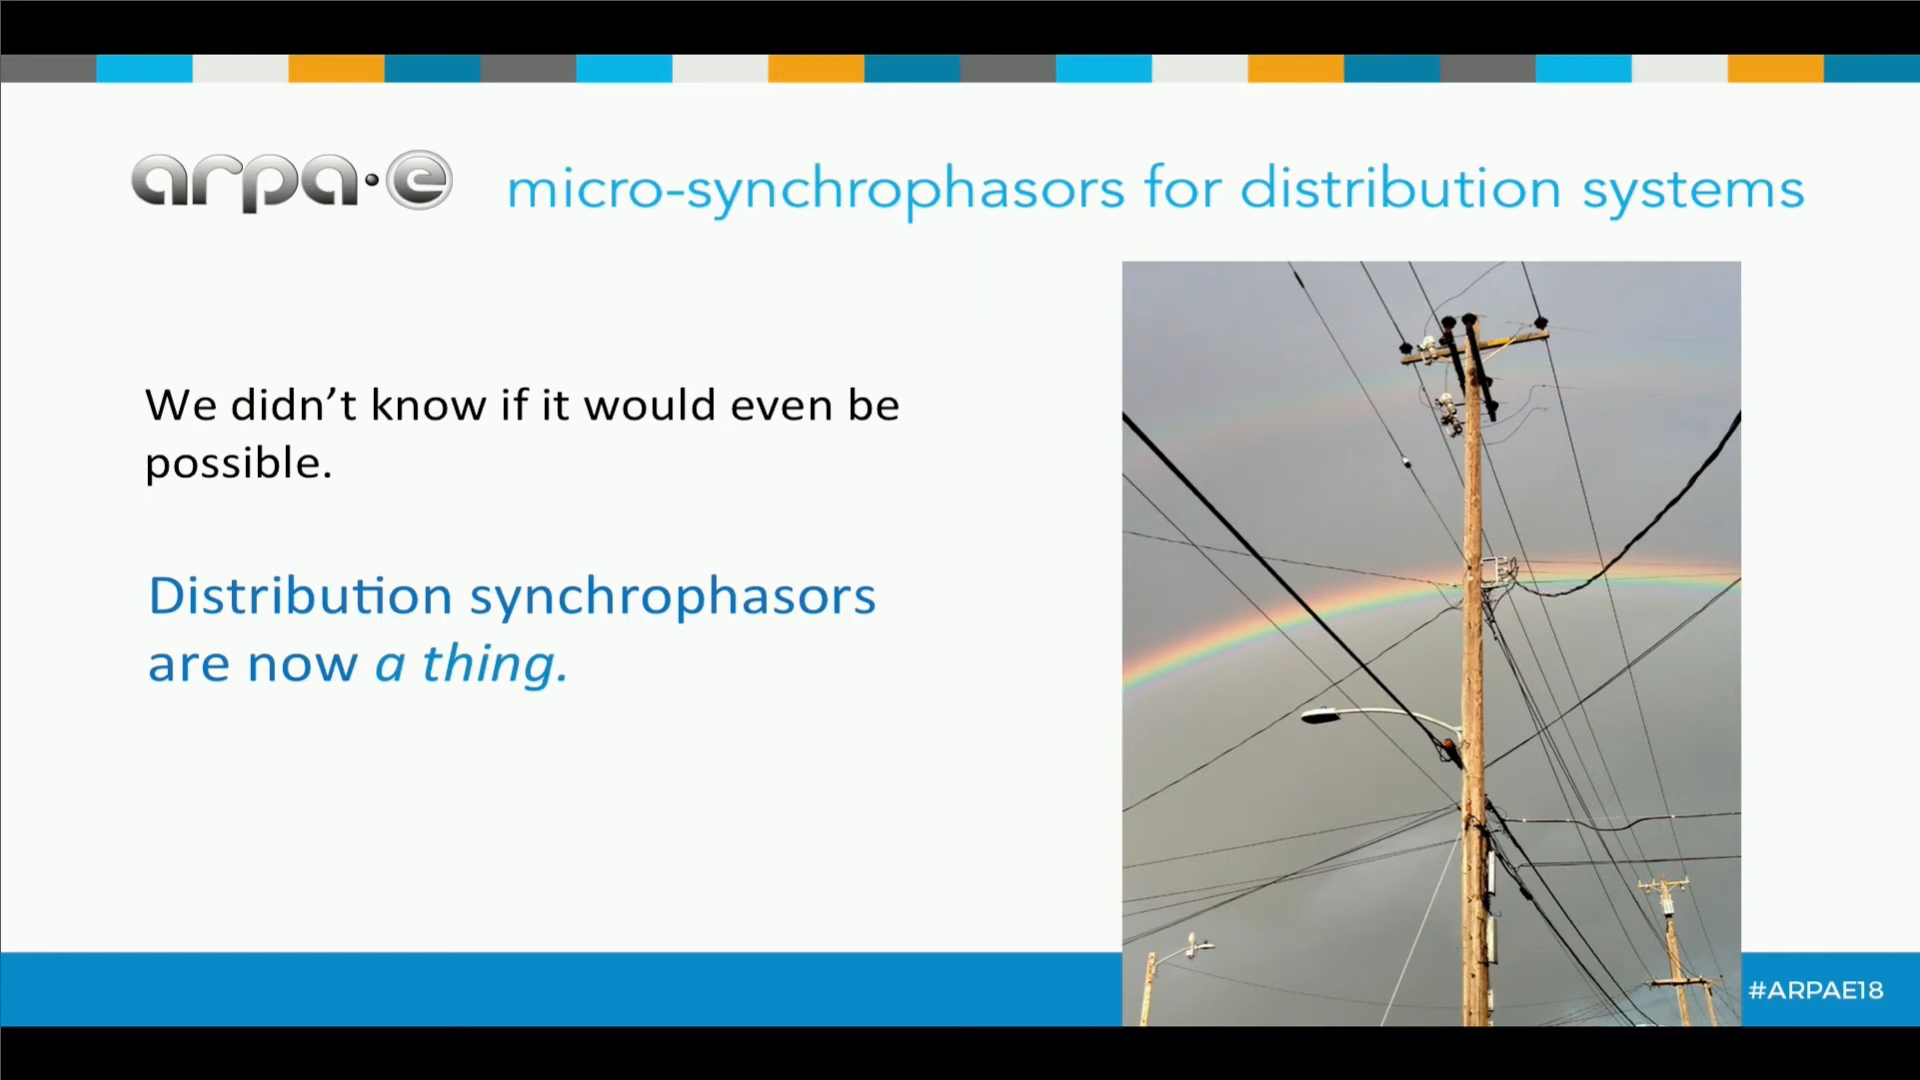 arpa·e
micro-synchrophasors for distribution systems
We didn’t know if it would even be
possible.
Distribution synchrophasors
are now a thing.
#ARPAE18